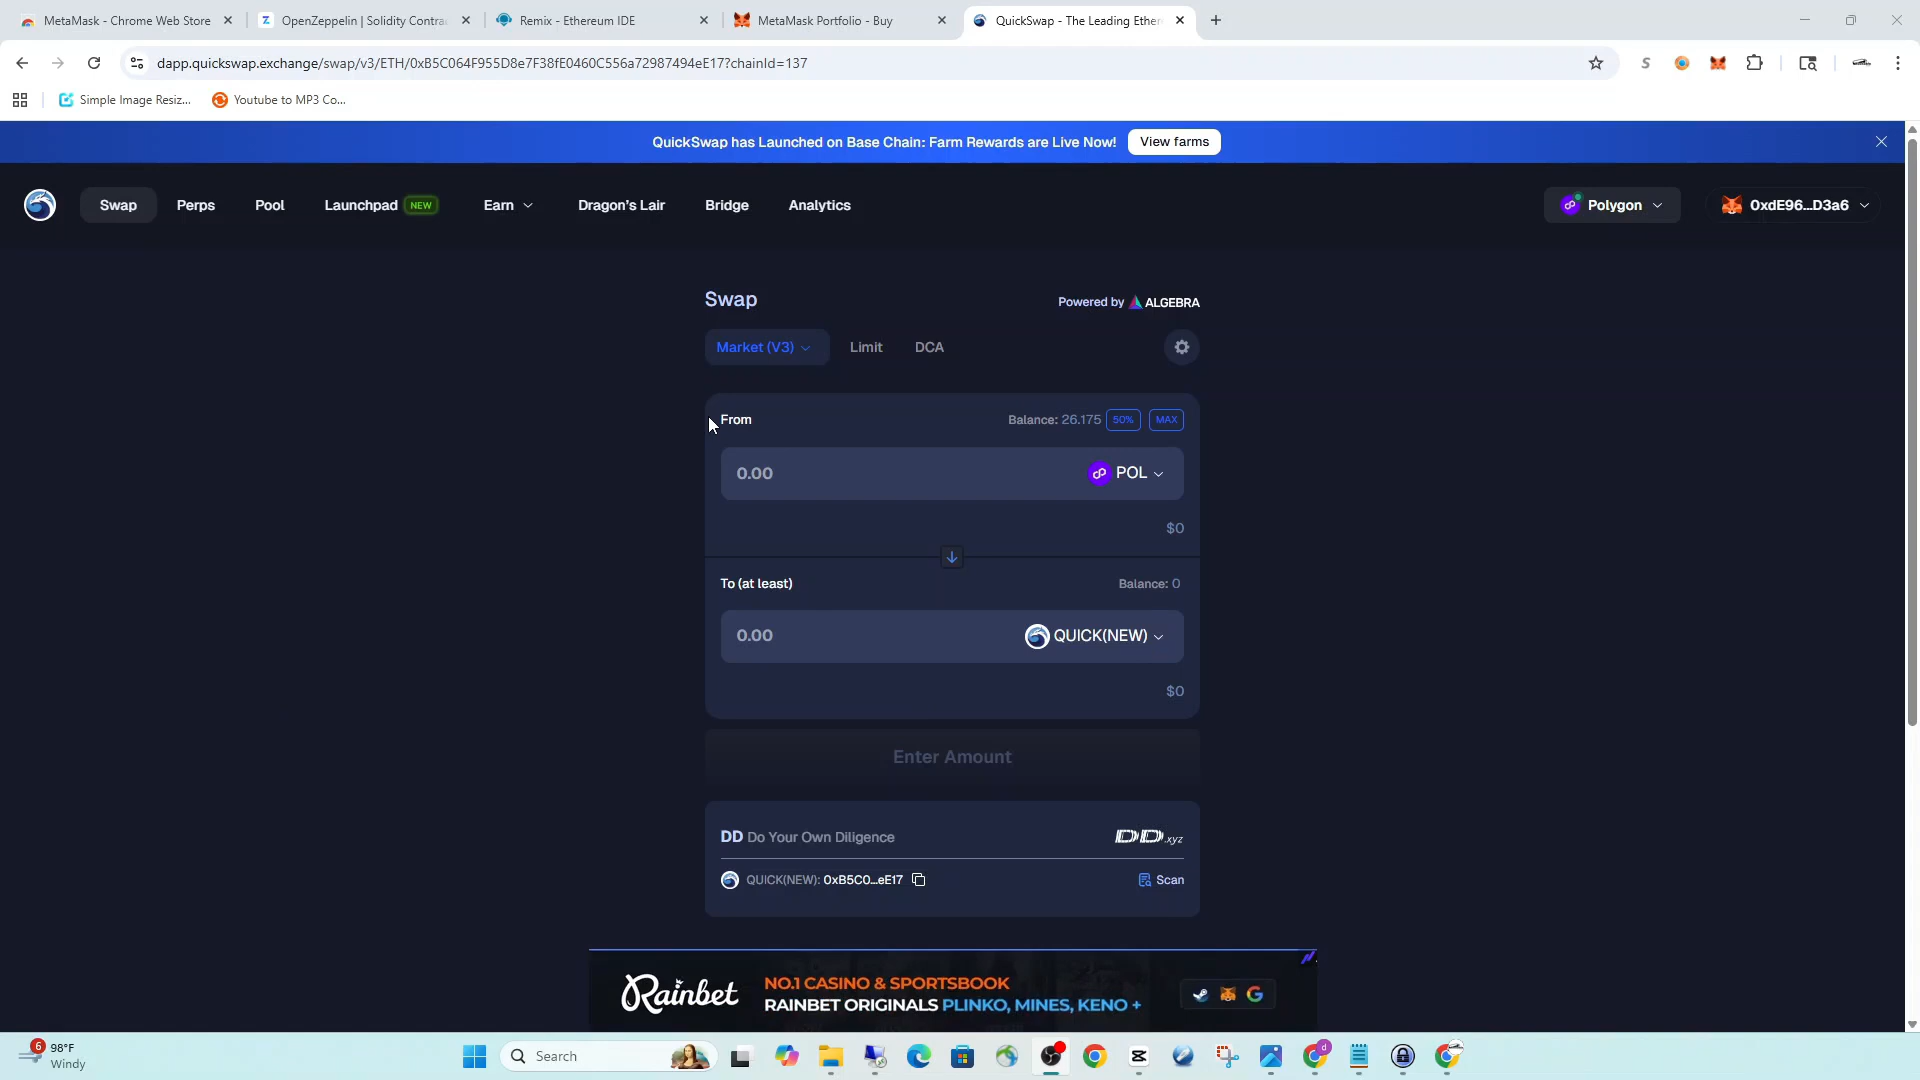 MetaMask - Chrome Web Store
OpenZeppelin | Solidity Contra
Remix - Ethereum IDE
MetaMask Portfolio - Buy
QuickSwap - The Leading Ether
dapp.quickswap.exchange/swap/v3/ETH/0xB5C064F955D8e7F38fE0460C556a72987494eE17?chainId=137
Simple Image Resiz...
Youtube to MP3 Co...
QuickSwap has Launched on Base Chain: Farm Rewards are Live Now!
View farms
Swap
Perps
Pool
Launchpad NEW
Earn
Dragon's Lair
Bridge
Analytics
Polygon
0xdE96...D3a6
Swap
Powered by ALGEBRA
Market (V3)
Limit
DCA
From
Balance: 26.175
50%
MAX
0.00
POL
$0
To (at least)
Balance: 0
0.00
QUICK(NEW)
$0
Enter Amount
DD Do Your Own Diligence
DD.xyz
QUICK(NEW): 0xB5C0...eE17
Scan
Rainbet
NO.1 CASINO & SPORTSBOOK
RAINBET ORIGINALS PLINKO, MINES, KENO +
6
98°F
Windy
Search
d